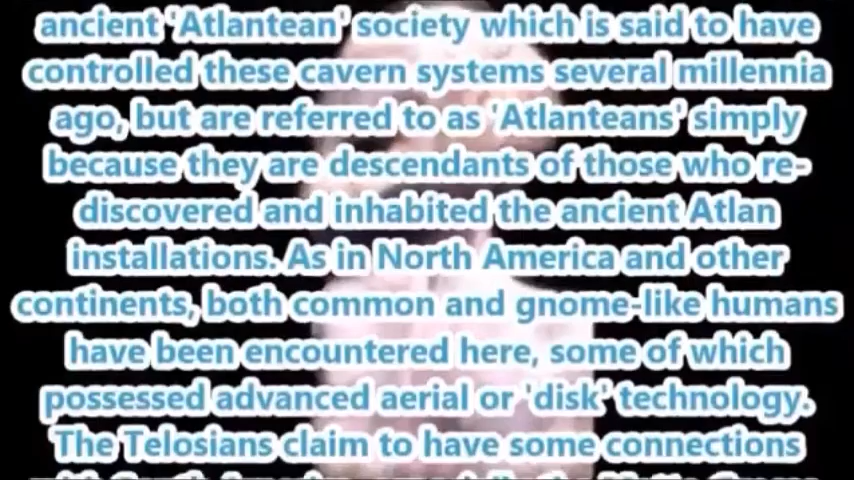 ancient 'Atlantean' society which is said to have
controlled these cavern systems several millennia
ago, but are referred to as 'Atlanteans' simply
because they are descendants of those who re-
discovered and inhabited the ancient Atlan
installations. As in North America and other
continents, both common and gnome-like humans
have been encountered here, some of which
possessed advanced aerial or 'disk' technology.
The Telosians claim to have some connections